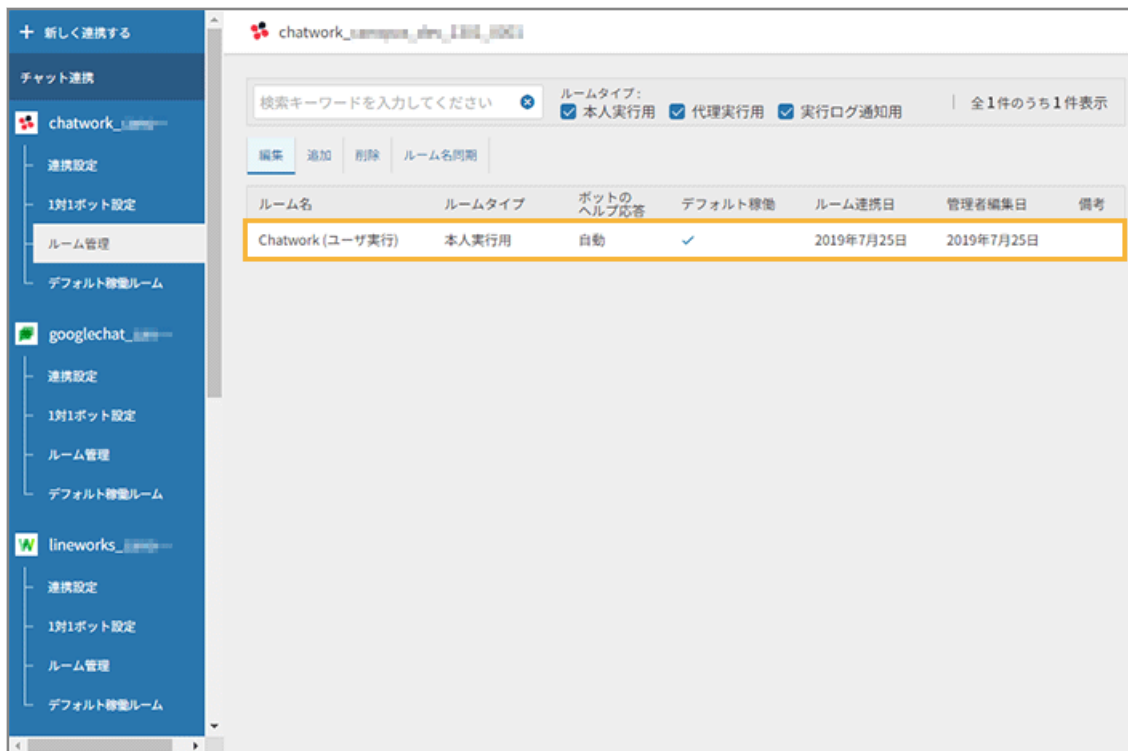 + 新しく連携する
チャット連携
chatwork_
連携設定
1対1ボット設定
ルーム管理
デフォルト稼働ルーム
googlechat_
連携設定
1対1ボット設定
ルーム管理
デフォルト稼働ルーム
lineworks_
連携設定
1対1ボット設定
ルーム管理
デフォルト稼働ルーム
chatwork_
検索キーワードを入力してください
ルームタイプ:
本人実行用 代理実行用 実行ログ通知用
全1件のうち1件表示
編集 追加 削除 ルーム名同期
ルーム名 ルームタイプ ボットのヘルプ応答 デフォルト稼働 ルーム連携日 管理者編集日 備考
Chatwork (ユーザ実行) 本人実行用 自動 ✓ 2019年7月25日 2019年7月25日